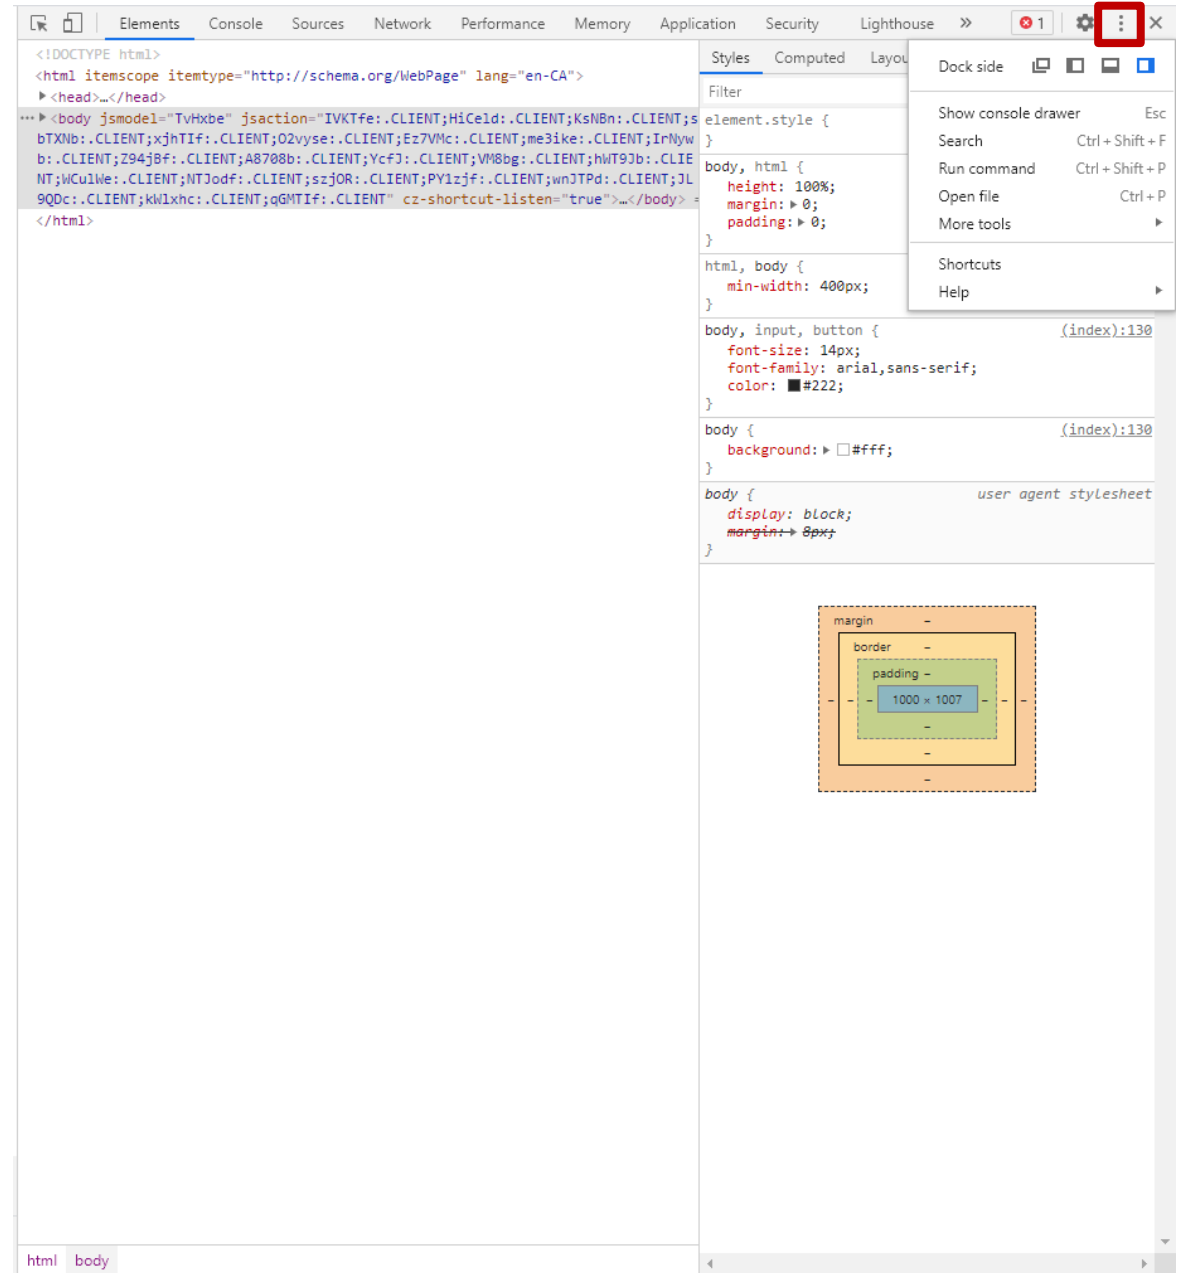 Elements Console Sources Network Performance Memory Application Security Lighthouse » 1
<!DOCTYPE html>
<html itemscope itemtype="http://schema.org/WebPage" lang="en-CA">
<head>…</head>
<body jsmodel="TvHxbe" jsaction="IVKTfe:.CLIENT;HiCeld:.CLIENT;KsNBn:.CLIENT;s
bTXNb:.CLIENT;xjhTIf:.CLIENT;O2vyse:.CLIENT;Ez7VMc:.CLIENT;me3ike:.CLIENT;IrNyw
b:.CLIENT;Z94jBf:.CLIENT;A8708b:.CLIENT;YcfJ:.CLIENT;VM8bg:.CLIENT;hWT9Jb:.CLIE
NT;WCulWe:.CLIENT;NTJodf:.CLIENT;szjOR:.CLIENT;PY1zjf:.CLIENT;wnJTPd:.CLIENT;JL
9QDc:.CLIENT;kWlxhc:.CLIENT;qGMTIf:.CLIENT" cz-shortcut-listen="true">…</body> =
</html>
html body
Styles Computed Layou
Filter
element.style {
}
body, html {
height: 100%;
margin: 0;
padding: 0;
}
html, body {
min-width: 400px;
}
body, input, button { (index):130
font-size: 14px;
font-family: arial,sans-serif;
color: #222;
}
body { (index):130
background: #fff;
}
body { user agent stylesheet
display: block;
margin: 8px;
}
margin –
border –
padding –
– – – 1000 × 1007 – – –
–
–
–
Dock side
Show console drawer Esc
Search Ctrl + Shift + F
Run command Ctrl + Shift + P
Open file Ctrl + P
More tools
Shortcuts
Help